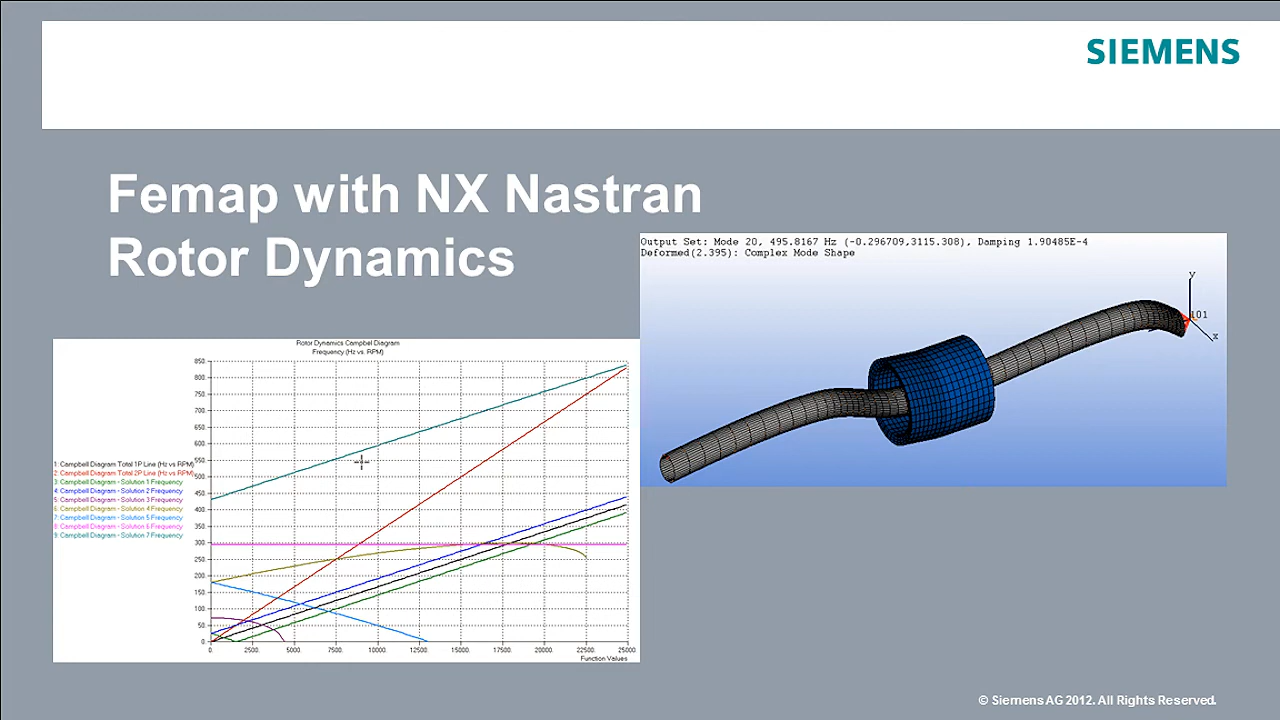 SIEMENS
Femap with NX Nastran
Rotor Dynamics
Output Set: Mode 20, 495.8167 Hz (-0.296709,3115.308), Damping 1.90485E-4
Deformed(2.395): Complex Mode Shape
y
101
x
Rotor Dynamics Campbel Diagram
Frequency (Hz vs. RPM)
850.
800.
750.
700.
650.
600.
550.
500.
450.
400.
350.
300.
250.
200.
150.
100.
50.
0.
1: Campbell Diagram Total 1P Line (Hz vs RPM)
2: Campbell Diagram Total 2P Line (Hz vs RPM)
3: Campbell Diagram - Solution 1 Frequency
4: Campbell Diagram - Solution 2 Frequency
5: Campbell Diagram - Solution 3 Frequency
6: Campbell Diagram - Solution 4 Frequency
7: Campbell Diagram - Solution 5 Frequency
8: Campbell Diagram - Solution 6 Frequency
9: Campbell Diagram - Solution 7 Frequency
0. 2500. 5000. 7500. 10000. 12500. 15000. 17500. 20000. 22500. 25000.
Function Values
© Siemens AG 2012. All Rights Reserved.